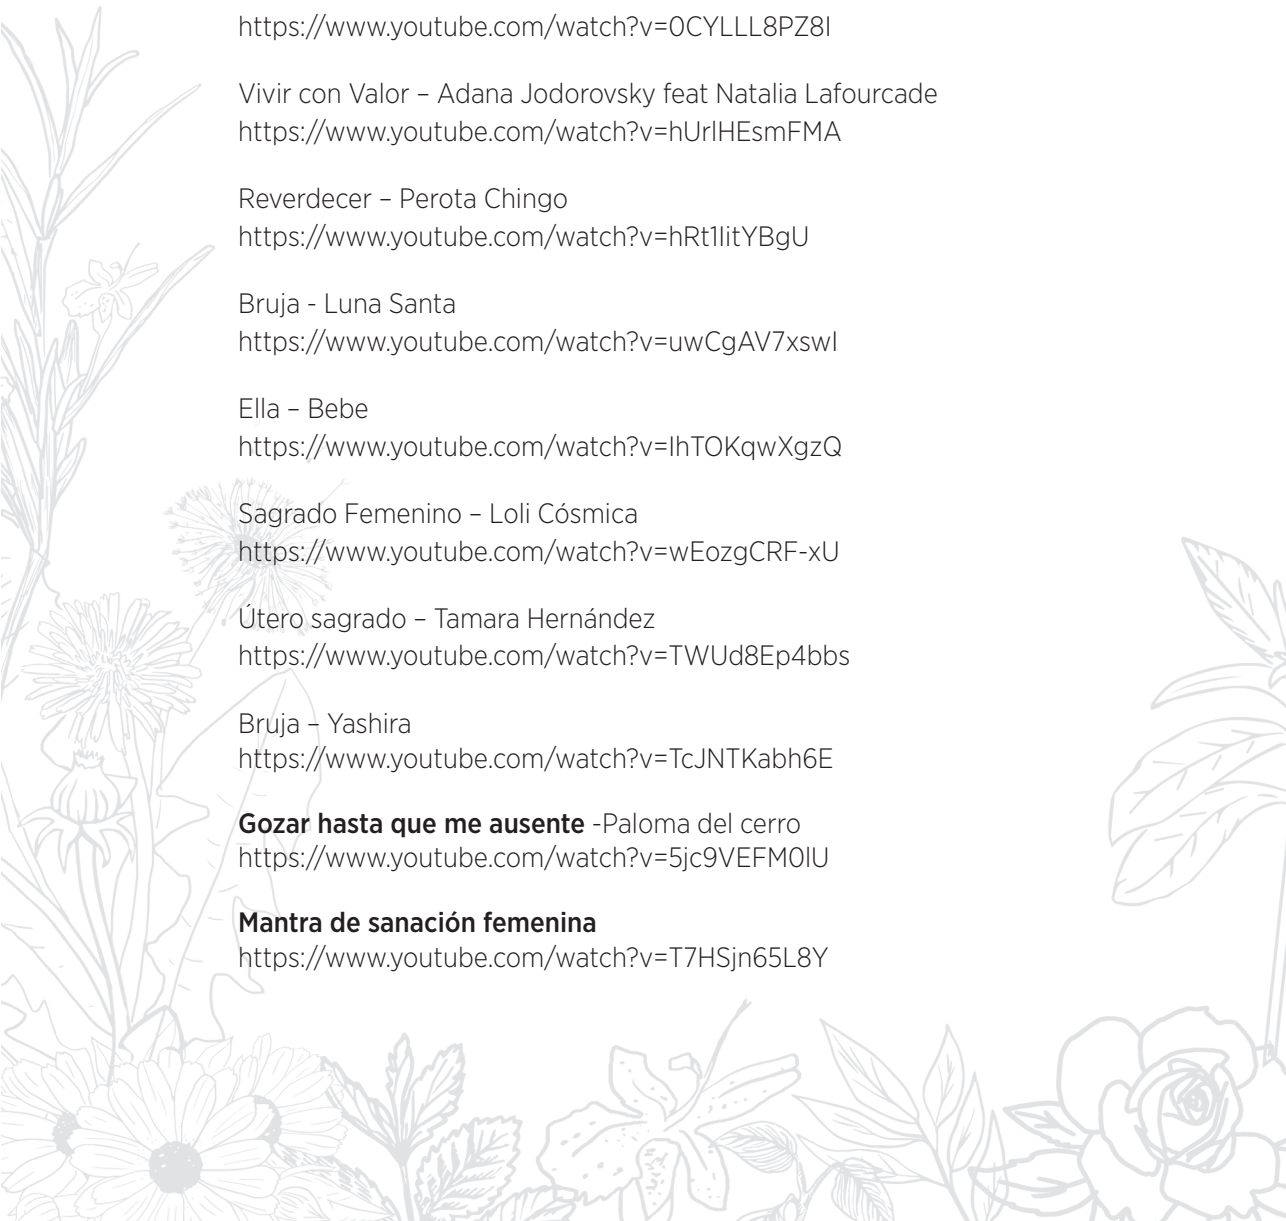 https://www.youtube.com/watch?v=0CYLLL8PZ8I
Vivir con Valor – Adana Jodorovsky feat Natalia Lafourcade
https://www.youtube.com/watch?v=hUrlHEsmFMA
Reverdecer – Perota Chingo
https://www.youtube.com/watch?v=hRt1IitYBgU
Bruja - Luna Santa
https://www.youtube.com/watch?v=uwCgAV7xswI
Ella – Bebe
https://www.youtube.com/watch?v=IhTOKqwXgzQ
Sagrado Femenino – Loli Cósmica
https://www.youtube.com/watch?v=wEozgCRF-xU
Útero sagrado – Tamara Hernández
https://www.youtube.com/watch?v=TWUd8Ep4bbs
Bruja – Yashira
https://www.youtube.com/watch?v=TcJNTKabh6E
Gozar hasta que me ausente -Paloma del cerro
https://www.youtube.com/watch?v=5jc9VEFM0lU
Mantra de sanación femenina
https://www.youtube.com/watch?v=T7HSjn65L8Y